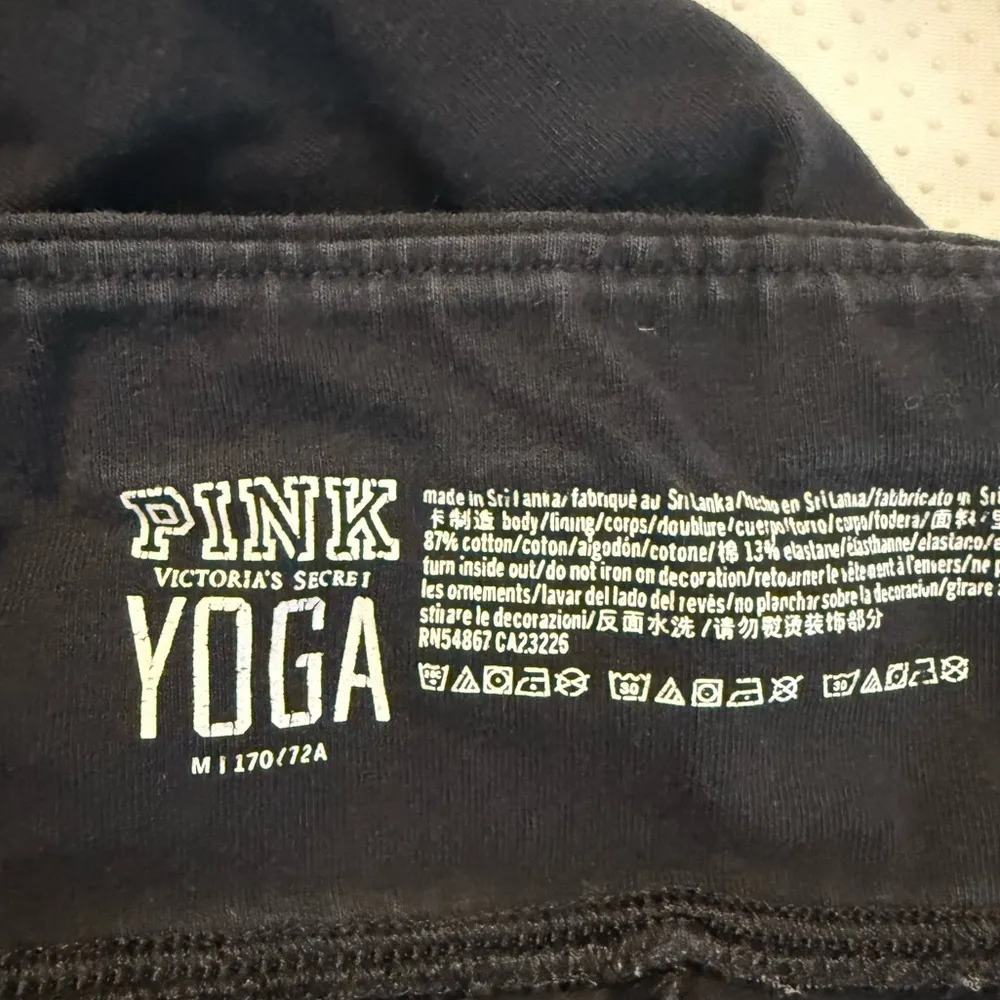 PINK
VICTORIA'S SECRET
YOGA
M | 170/72A
made in Sri Lanka/fabriqué au Sri Lanka/hecho en Sri Lanka/fabbricato in Sri
卡制造 body/lining/corps/doublure/cuerpo/forro/corpo/fodera/面料
87% cotton/coton/algodón/cotone/棉 13% elastane/élasthanne/elastano/
turn inside out/do not iron on decoration/retourner le vêtement à l'envers/ne
les ornements/lavar del lado del revés/no planchar sobre la decoración/girare
stirare le decorazioni/反面水洗/请勿熨烫装饰部分
RN54867 CA23226
30
30